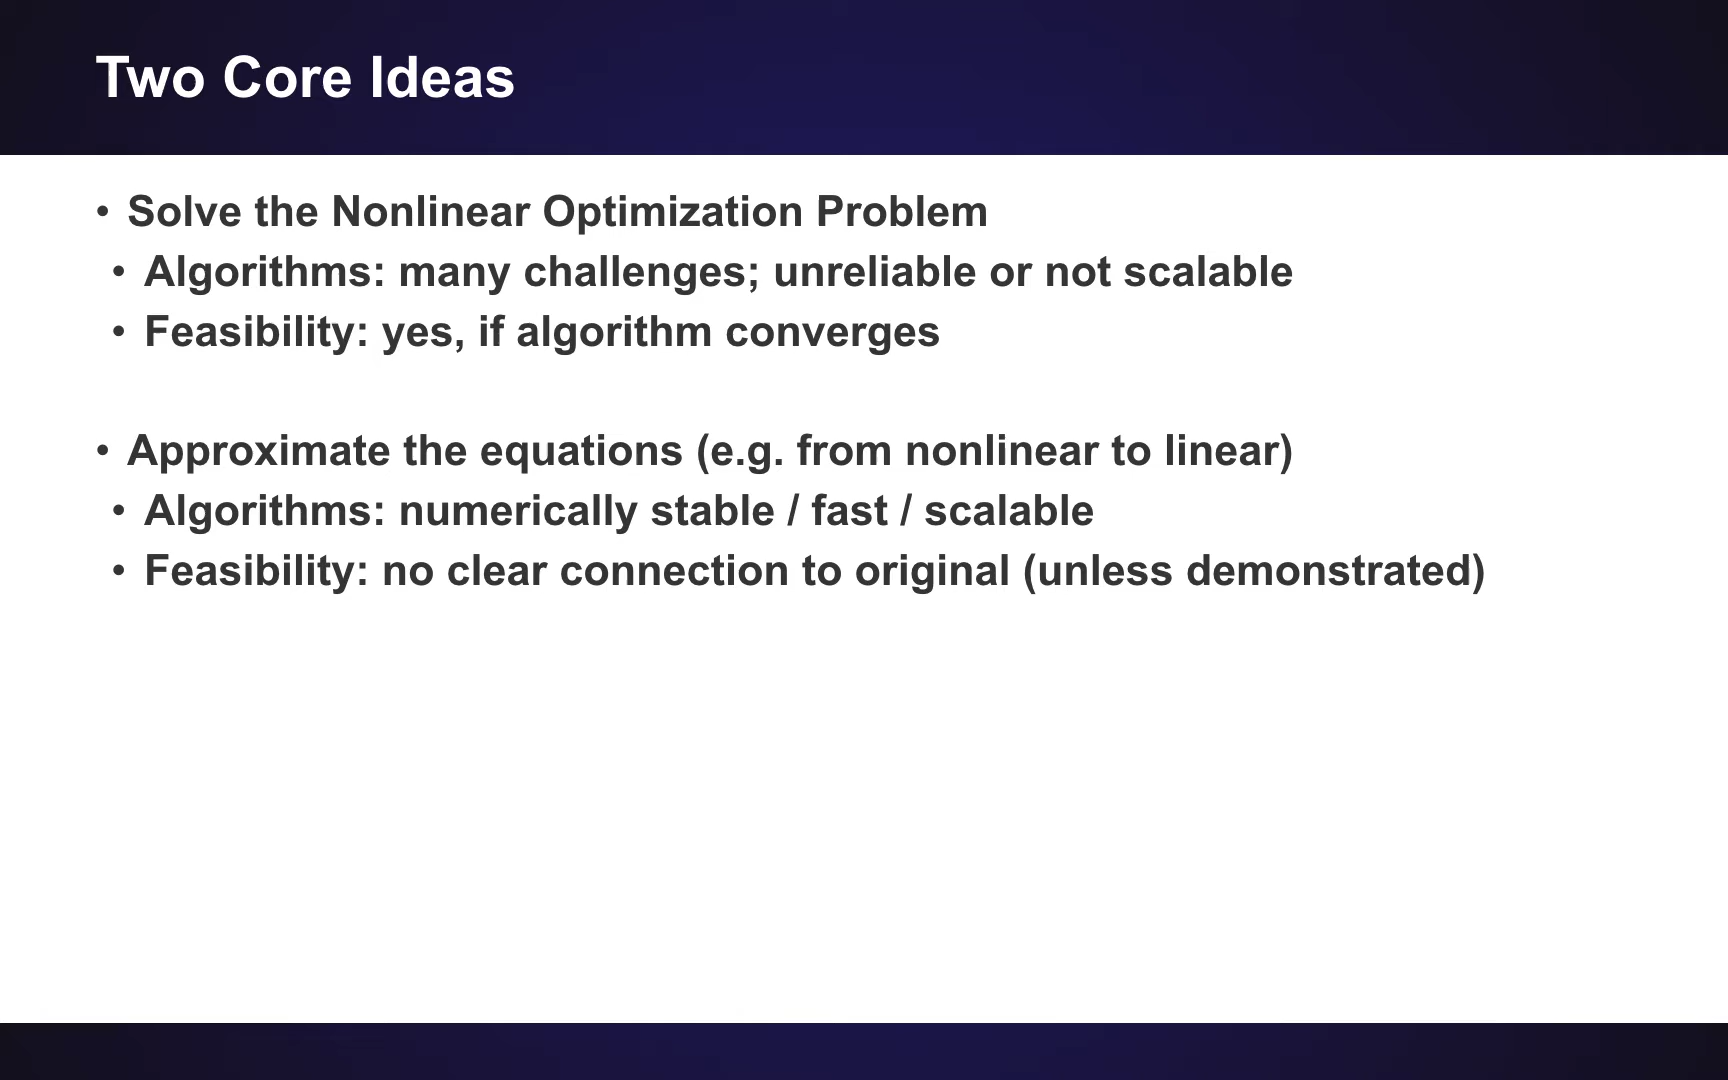 Two Core Ideas
• Solve the Nonlinear Optimization Problem
• Algorithms: many challenges; unreliable or not scalable
• Feasibility: yes, if algorithm converges
• Approximate the equations (e.g. from nonlinear to linear)
• Algorithms: numerically stable / fast / scalable
• Feasibility: no clear connection to original (unless demonstrated)